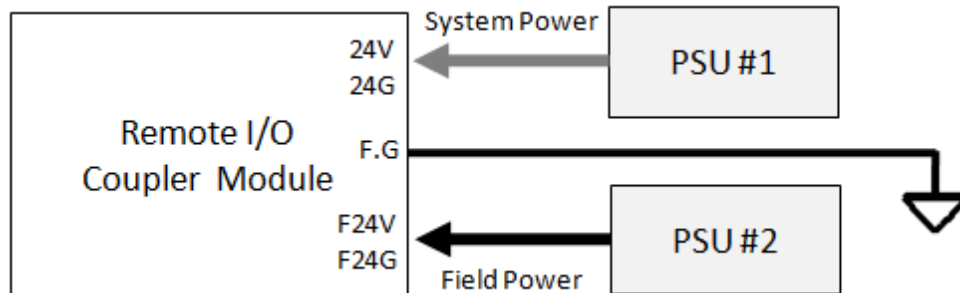 System Power
24V
24G
PSU #1
Remote I/O
Coupler Module
F.G
F24V
F24G
PSU #2
Field Power